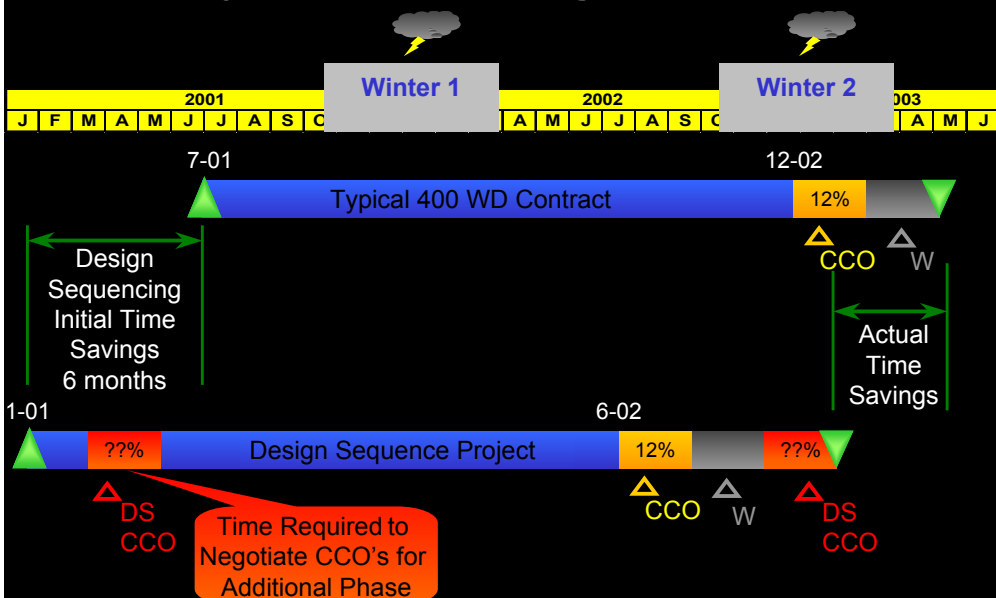 Winter 1
Winter 2
2001
2002
003
J F M A M J J A S
A M J J A S
A M J
7-01
12-02
Typical 400 WD Contract
12%
CCO
W
Design
Sequencing
Initial Time
Savings
6 months
Actual
Time
Savings
1-01
6-02
??%
Design Sequence Project
12%
??%
DS
CCO
CCO
W
DS
CCO
Time Required to
Negotiate CCO's for
Additional Phase